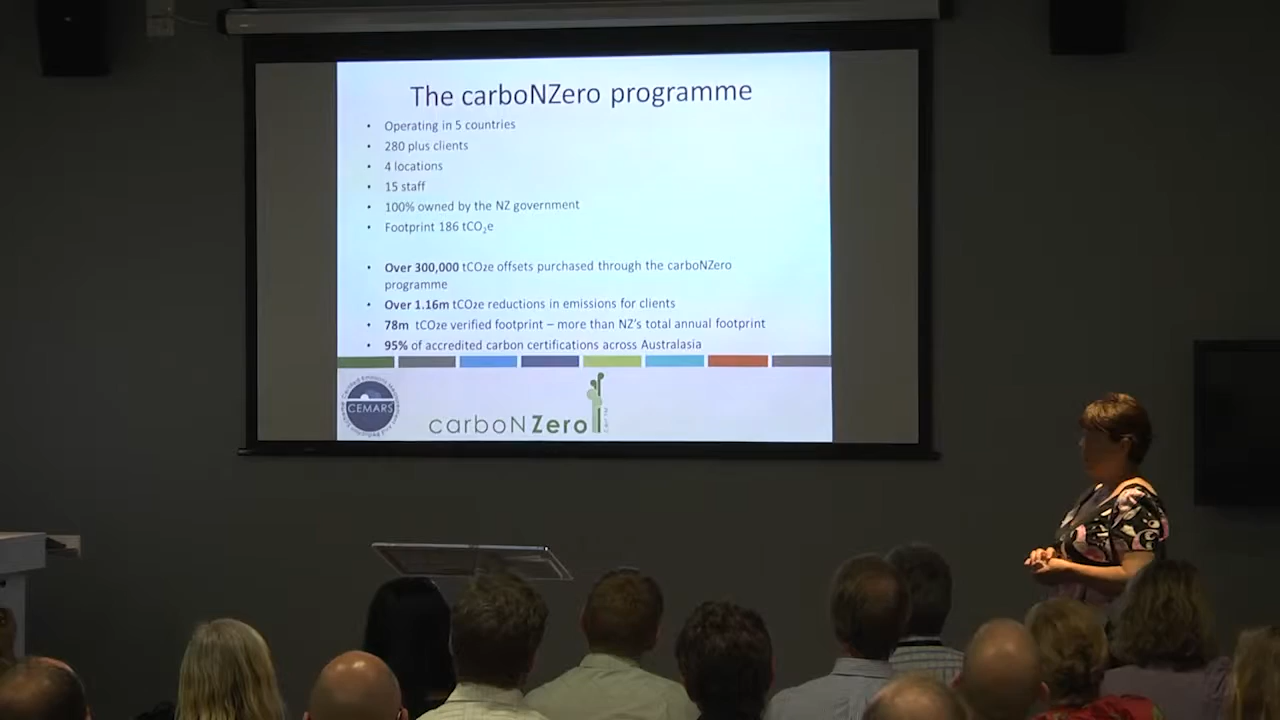 The carboNZero programme
• Operating in 5 countries
• 280 plus clients
• 4 locations
• 15 staff
• 100% owned by the NZ government
• Footprint 186 tCO₂e
• Over 300,000 tCO2e offsets purchased through the carboNZero
programme
• Over 1.16m tCO2e reductions in emissions for clients
• 78m tCO2e verified footprint – more than NZ's total annual footprint
• 95% of accredited carbon certifications across Australasia
CEMARS
carboNZero